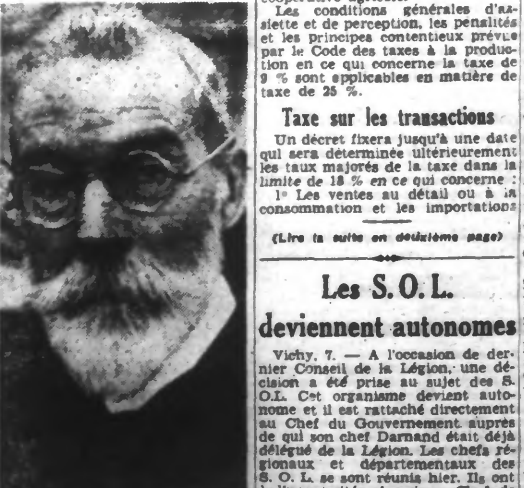 Les conditions générales d'as-
siette et de perception, les penalités
et les principes contentieux prévus
par le Code des taxes à la produc-
tion en ce qui concerne la taxe de
9 % sont applicables en matière de
taxe de 25 %.
Taxe sur les transactions
Un décret fixera jusqu'à une date
qui sera déterminée ultérieurement
les taux majorés de la taxe dans la
limite de 18 % en ce qui concerne :
1° Les ventes au détail ou à la
consommation et les importations
(Lire la suite en deuxième page)
Les S.O.L.
deviennent autonomes
Vichy, 7. — A l'occasion de der-
nier Conseil de la Légion, une dé-
cision a été prise au sujet des S.
O.L. Cet organisme devient auto-
nome et il est rattaché directement
au Chef du Gouvernement auprès
de qui son chef Darnand était déjà
délégué de la Légion. Les chefs ré-
gionaux et départementaux des
S. O. L. se sont réunis hier. Ils ont